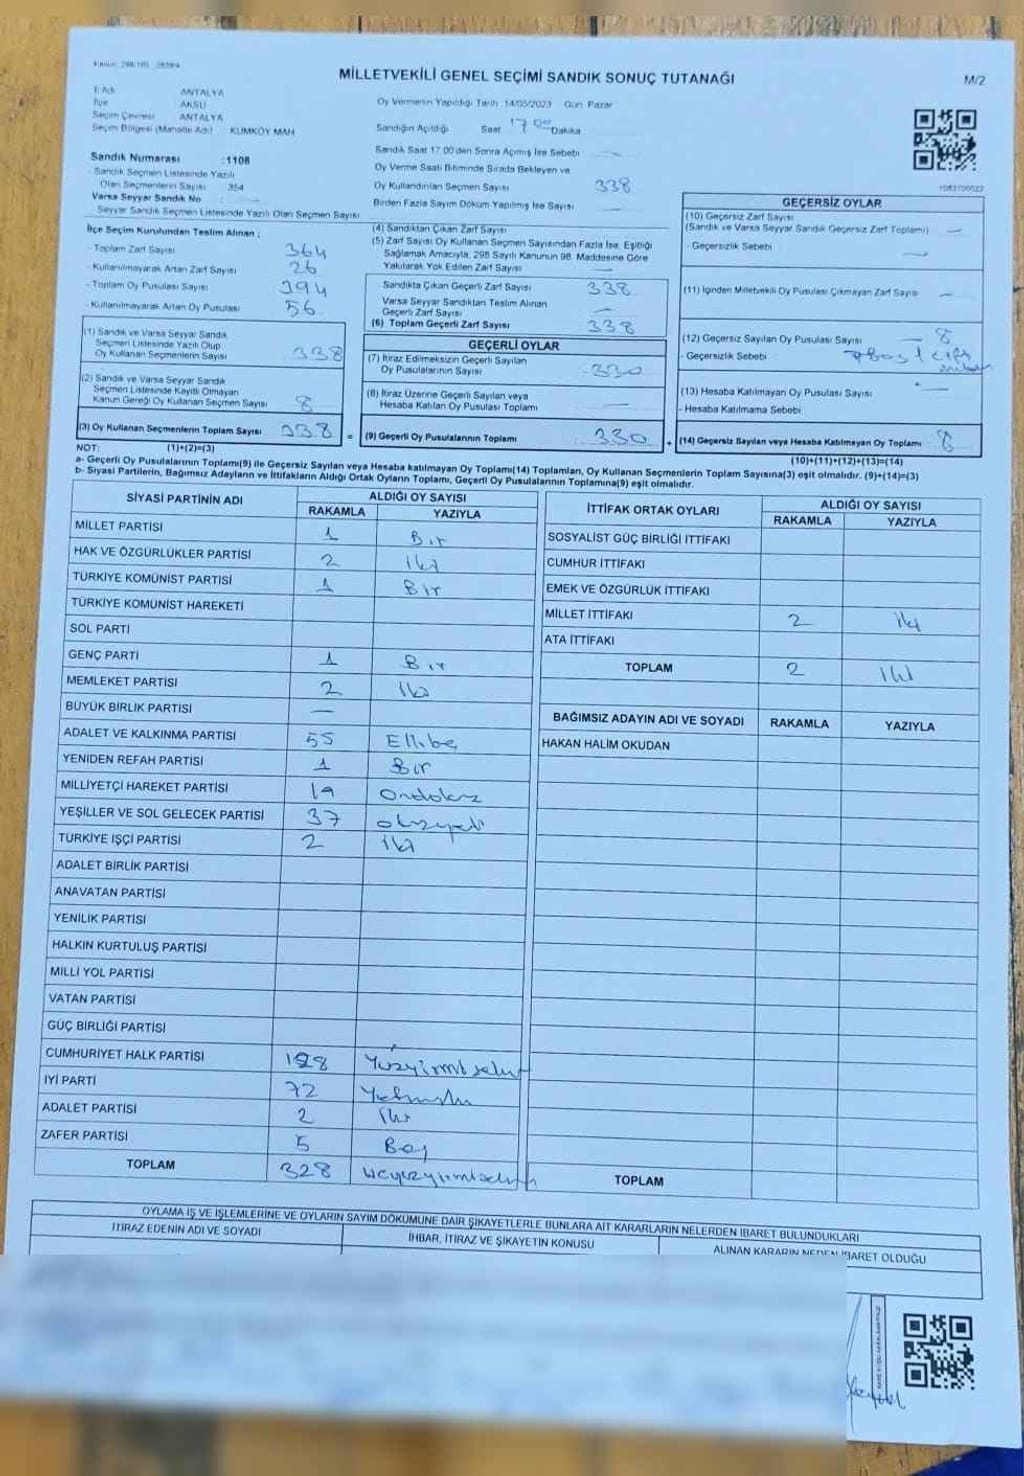 MİLLETVEKİLİ GENEL SEÇİMİ SANDIK SONUÇ TUTANAĞI
M/2
İl Adı ANTALYA
İlçe AKSU
Seçim Çevresi ANTALYA
Seçim Bölgesi (Mahalle Adı) KUMKÖY MAH.
Sandık Numarası :1108
Sandık Seçmen Listesinde Yazılı
Olan Seçmenlerin Sayısı 354
Varsa Seyyar Sandık No
Seyyar Sandık Seçmen Listesinde Yazılı Olan Seçmen Sayısı
Oy Vermenin Yapıldığı Tarih 14/05/2023 Gün Pazar
Sandığın Açıldığı Saat 17 Dakika
Sandık Saat 17:00'den Sonra Açmış İse Sebebi —
Oy Verme Saati Bitiminde Sırada Bekleyen ve
Oy Kullandırılan Seçmen Sayısı 338
Birden Fazla Sayım Döküm Yapılmış İse Sayısı
İlçe Seçim Kurulundan Teslim Alınan :
- Toplam Zarf Sayısı 364
- Kullanılmayarak Artan Zarf Sayısı 26
- Toplam Oy Pusulası Sayısı 394
- Kullanılmayarak Artan Oy Pusulası 56
(1) Sandık ve Varsa Seyyar Sandık
Seçmen Listesinde Yazılı Olup
Oy Kullanan Seçmenlerin Sayısı 338
(2) Sandık ve Varsa Seyyar Sandık
Seçmen Listesinde Kayıtlı Olmayan
Kanun Gereği Oy Kullanan Seçmen Sayısı 8
(3) Oy Kullanan Seçmenlerin Toplam Sayısı 338 =
(4) Sandıktan Çıkan Zarf Sayısı
(5) Zarf Sayısı Oy Kullanan Seçmen Sayısından Fazla İse, Eşitliği
Sağlamak Amacıyla, 298 Sayılı Kanunun 98. Maddesine Göre
Yakılarak Yok Edilen Zarf Sayısı —
Sandıkta Çıkan Geçerli Zarf Sayısı 338
Varsa Seyyar Sandıktan Teslim Alınan
Geçerli Zarf Sayısı —
(6) Toplam Geçerli Zarf Sayısı 338
GEÇERLİ OYLAR
(7) İtiraz Edilmeksizin Geçerli Sayılan
Oy Pusulalarının Sayısı 330
(8) İtiraz Üzerine Geçerli Sayılan veya
Hesaba Katılan Oy Pusulası Toplamı —
(9) Geçerli Oy Pusulalarının Toplamı 330 +
GEÇERSİZ OYLAR
(10) Geçersiz Zarf Sayısı
(Sandık ve Varsa Seyyar Sandık Geçersiz Zarf Toplamı) —
- Geçersizlik Sebebi —
(11) İçinden Milletvekili Oy Pusulası Çıkmayan Zarf Sayısı —
(12) Geçersiz Sayılan Oy Pusulası Sayısı 8
- Geçersizlik Sebebi
(13) Hesaba Katılmayan Oy Pusulası Sayısı —
- Hesaba Katılmama Sebebi
(14) Geçersiz Sayılan veya Hesaba Katılmayan Oy Toplamı 8
NOT: (1)+(2)=(3)
(10)+(11)+(12)+(13)=(14)
a- Geçerli Oy Pusulalarının Toplamı(9) ile Geçersiz Sayılan veya Hesaba katılmayan Oy Toplamı(14) Toplamları, Oy Kullanan Seçmenlerin Toplam Sayısına(3) eşit olmalıdır. (9)+(14)=(3)
b- Siyasi Partilerin, Bağımsız Adayların ve İttifakların Aldığı Ortak Oyların Toplamı, Geçerli Oy Pusulalarının Toplamına(9) eşit olmalıdır.
SİYASİ PARTİNİN ADI ALDIĞI OY SAYISI
RAKAMLA YAZIYLA
MİLLET PARTİSİ 1 Bir
HAK VE ÖZGÜRLÜKLER PARTİSİ 2 İki
TÜRKİYE KOMÜNİST PARTİSİ 1 Bir
TÜRKİYE KOMÜNİST HAREKETİ
SOL PARTİ
GENÇ PARTİ 1 Bir
MEMLEKET PARTİSİ 2 İki
BÜYÜK BİRLİK PARTİSİ —
ADALET VE KALKINMA PARTİSİ 55 Ellibeş
YENİDEN REFAH PARTİSİ 1 Bir
MİLLİYETÇİ HAREKET PARTİSİ 19 Ondokuz
YEŞİLLER VE SOL GELECEK PARTİSİ 37
TÜRKİYE İŞÇİ PARTİSİ 2 İki
ADALET BİRLİK PARTİSİ
ANAVATAN PARTİSİ
YENİLİK PARTİSİ
HALKIN KURTULUŞ PARTİSİ
MİLLİ YOL PARTİSİ
VATAN PARTİSİ
GÜÇ BİRLİĞİ PARTİSİ
CUMHURİYET HALK PARTİSİ 128 Yüzyirmisekiz
İYİ PARTİ 72 Yetmişiki
ADALET PARTİSİ 2 İki
ZAFER PARTİSİ 5 Beş
TOPLAM 328 Üçyüzyirmisekiz
İTTİFAK ORTAK OYLARI ALDIĞI OY SAYISI
RAKAMLA YAZIYLA
SOSYALİST GÜÇ BİRLİĞİ İTTİFAKI
CUMHUR İTTİFAKI
EMEK VE ÖZGÜRLÜK İTTİFAKI
MİLLET İTTİFAKI 2 İki
ATA İTTİFAKI
TOPLAM 2 İki
BAĞIMSIZ ADAYIN ADI VE SOYADI RAKAMLA YAZIYLA
HAKAN HALİM OKUDAN
TOPLAM
OYLAMA İŞ VE İŞLEMLERİNE VE OYLARIN SAYIM DÖKÜMÜNE DAİR ŞİKAYETLERLE BUNLARA AİT KARARLARIN NELERDEN İBARET BULUNDUKLARI
İTİRAZ EDENİN ADI VE SOYADI
İHBAR, İTİRAZ VE ŞİKAYETİN KONUSU
ALINAN KARARIN NEDEN İBARET OLDUĞU